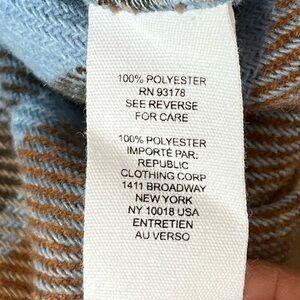 100% POLYESTER
RN 93178
SEE REVERSE
FOR CARE
100% POLYESTER
IMPORTÉ PAR:
REPUBLIC
CLOTHING CORP
1411 BROADWAY
NEW YORK
NY 10018 USA
ENTRETIEN
AU VERSO